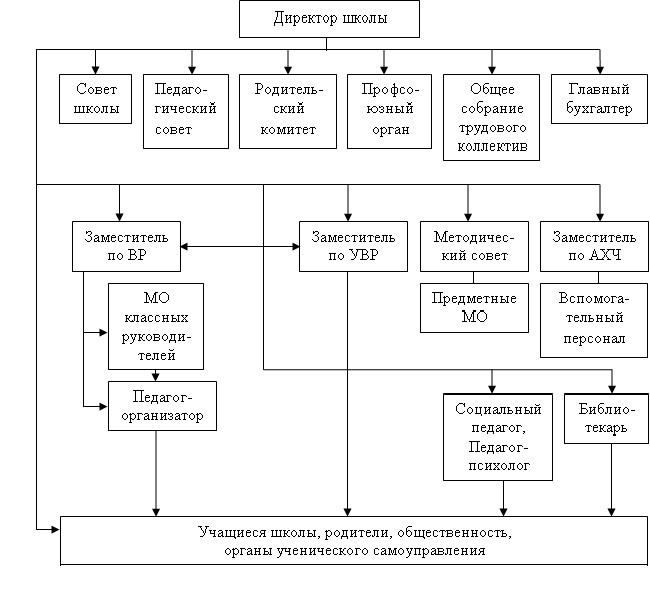 Директор школы
Совет
школы
Педаго-
гический
совет
Родитель-
ский
комитет
Профсо-
юзный
орган
Общее
собрание
трудового
коллектив
Главный
бухгалтер
Заместитель
по ВР
Заместитель
по УВР
Методичес-
кий совет
Заместитель
по АХЧ
МО
классных
руководи-
телей
Предметные
МО
Вспомога-
тельный
персонал
Педагог-
организатор
Социальный
педагог,
Педагог-
психолог
Библио-
текарь
Учащиеся школы, родители, общественность,
органы ученического самоуправления